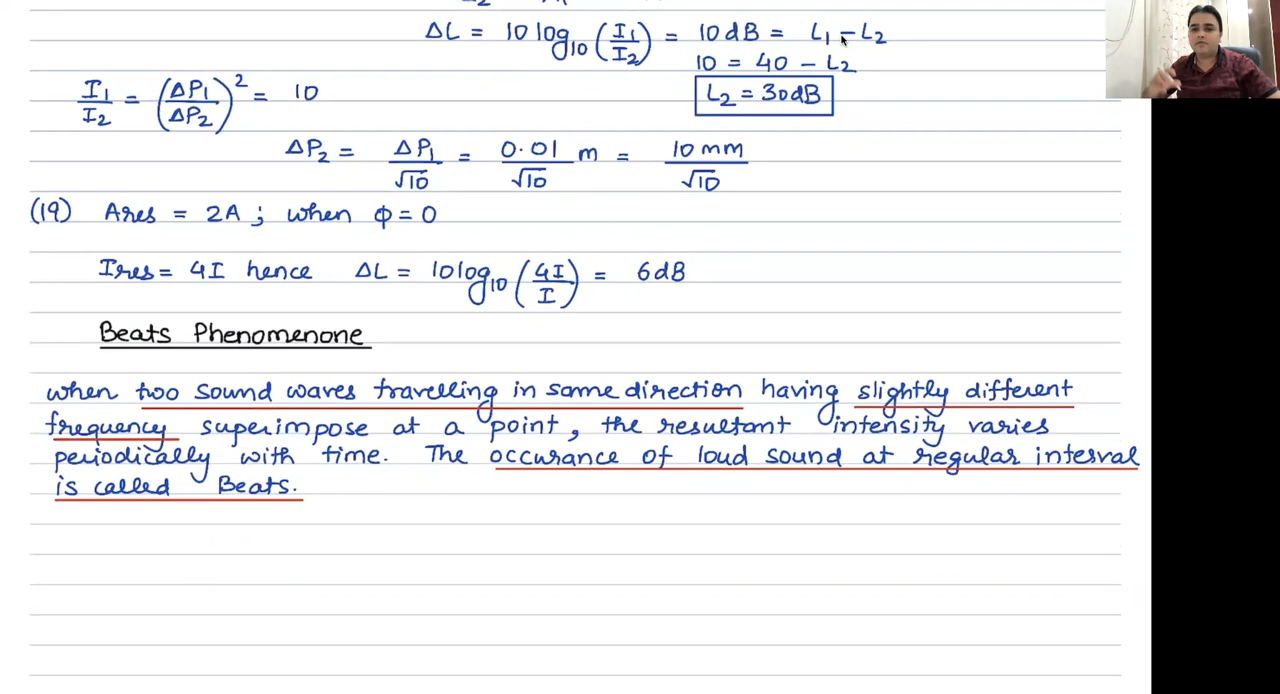 ΔL = 10 log₁₀ (I₁/I₂) = 10 dB = L₁ - L₂
10 = 40 - L₂
I₁/I₂ = (ΔP₁/ΔP₂)² = 10
L₂ = 30dB
ΔP₂ = ΔP₁/√10 = 0.01/√10 m = 10 mm/√10
(19) Ares = 2A ; when ϕ = 0
Ires = 4I hence ΔL = 10 log₁₀ (4I/I) = 6 dB
Beats Phenomenone
when two sound waves travelling in same direction having slightly different
frequency superimpose at a point, the resultant intensity varies
periodically with time. The occurance of loud sound at regular interval
is called Beats.